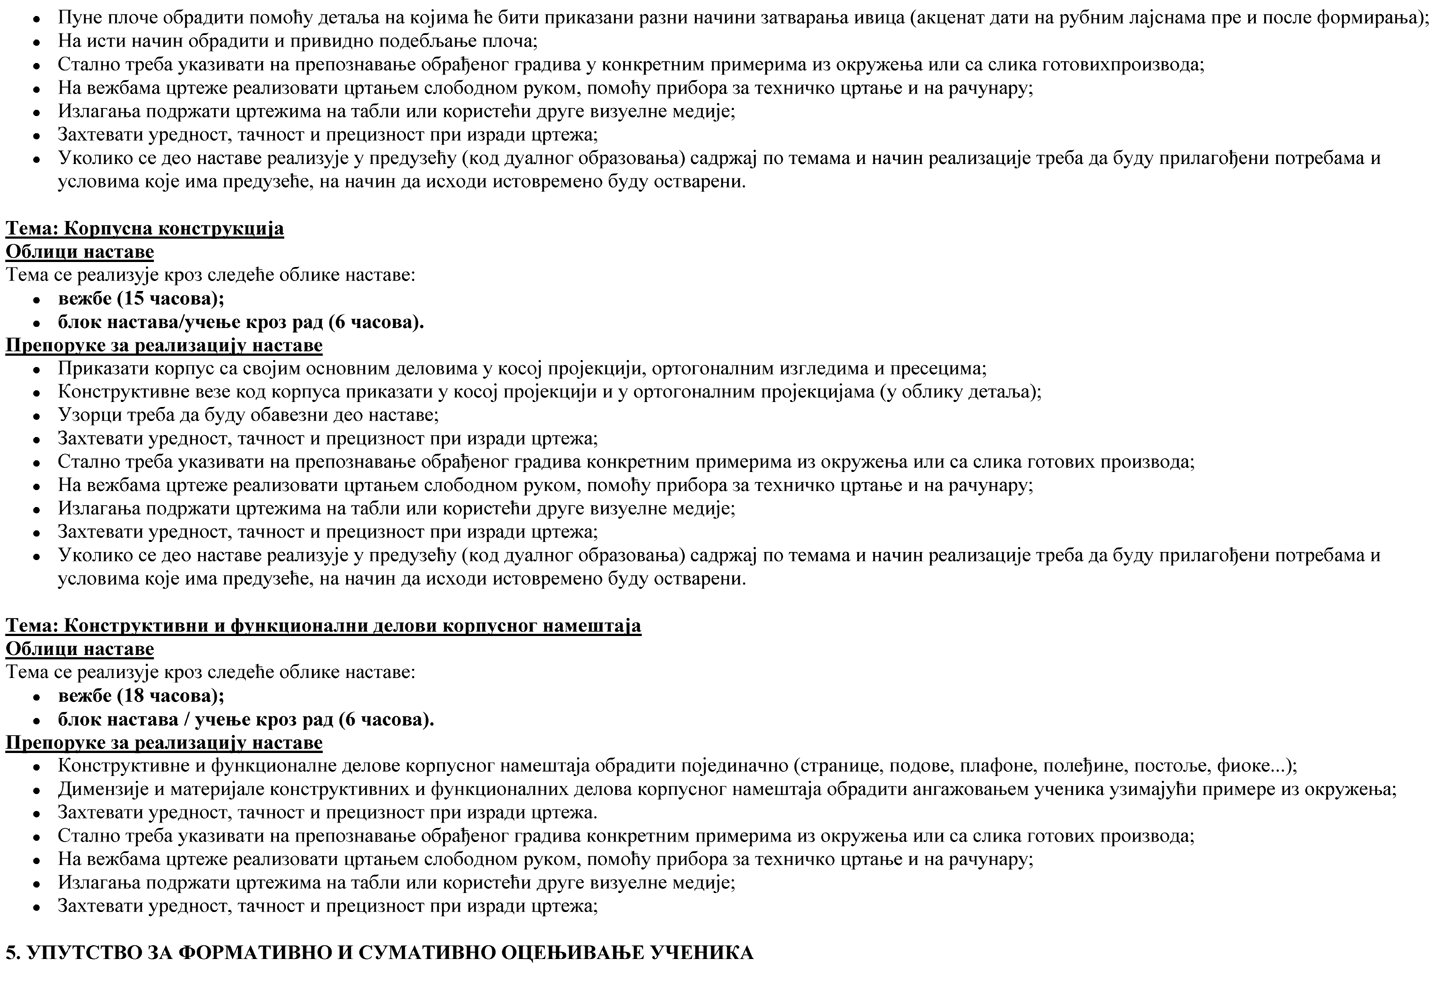 • Пуне плоче обрадити помоћу детаља на којима ће бити приказани разни начини затварања ивица (акценат дати на рубним лајснама пре и после формирања);
• На исти начин обрадити и привидно подебљање плоча;
• Стално треба указивати на препознавање обрађеног градива у конкретним примерима из окружења или са слика готовихпроизвода;
• На вежбама цртеже реализовати цртањем слободном руком, помоћу прибора за техничко цртање и на рачунару;
• Излагања подржати цртежима на табли или користећи друге визуелне медије;
• Захтевати уредност, тачност и прецизност при изради цртежа;
• Уколико се део наставе реализује у предузећу (код дуалног образовања) садржај по темама и начин реализације треба да буду прилагођени потребама и
условима које има предузеће, на начин да исходи истовремено буду остварени.
Тема: Корпусна конструкција
Облици наставе
Тема се реализује кроз следеће облике наставе:
• вежбе (15 часова);
• блок настава/учење кроз рад (6 часова).
Препоруке за реализацију наставе
• Приказати корпус са својим основним деловима у косој пројекцији, ортогоналним изгледима и пресецима;
• Конструктивне везе код корпуса приказати у косој пројекцији и у ортогоналним пројекцијама (у облику детаља);
• Узорци треба да буду обавезни део наставе;
• Захтевати уредност, тачност и прецизност при изради цртежа;
• Стално треба указивати на препознавање обрађеног градива конкретним примерима из окружења или са слика готових производа;
• На вежбама цртеже реализовати цртањем слободном руком, помоћу прибора за техничко цртање и на рачунару;
• Излагања подржати цртежима на табли или користећи друге визуелне медије;
• Захтевати уредност, тачност и прецизност при изради цртежа;
• Уколико се део наставе реализује у предузећу (код дуалног образовања) садржај по темама и начин реализације треба да буду прилагођени потребама и
условима које има предузеће, на начин да исходи истовремено буду остварени.
Тема: Конструктивни и функционални делови корпусног намештаја
Облици наставе
Тема се реализује кроз следеће облике наставе:
• вежбе (18 часова);
• блок настава / учење кроз рад (6 часова).
Препоруке за реализацију наставе
• Конструктивне и функционалне делове корпусног намештаја обрадити појединачно (странице, подове, плафоне, полеђине, постоље, фиоке...);
• Димензије и материјале конструктивних и функционалних делова корпусног намештаја обрадити ангажовањем ученика узимајући примере из окружења;
• Захтевати уредност, тачност и прецизност при изради цртежа.
• Стално треба указивати на препознавање обрађеног градива конкретним примерима из окружења или са слика готових производа;
• На вежбама цртеже реализовати цртањем слободном руком, помоћу прибора за техничко цртање и на рачунару;
• Излагања подржати цртежима на табли или користећи друге визуелне медије;
• Захтевати уредност, тачност и прецизност при изради цртежа;
5. УПУТСТВО ЗА ФОРМАТИВНО И СУМАТИВНО ОЦЕЊИВАЊЕ УЧЕНИКА